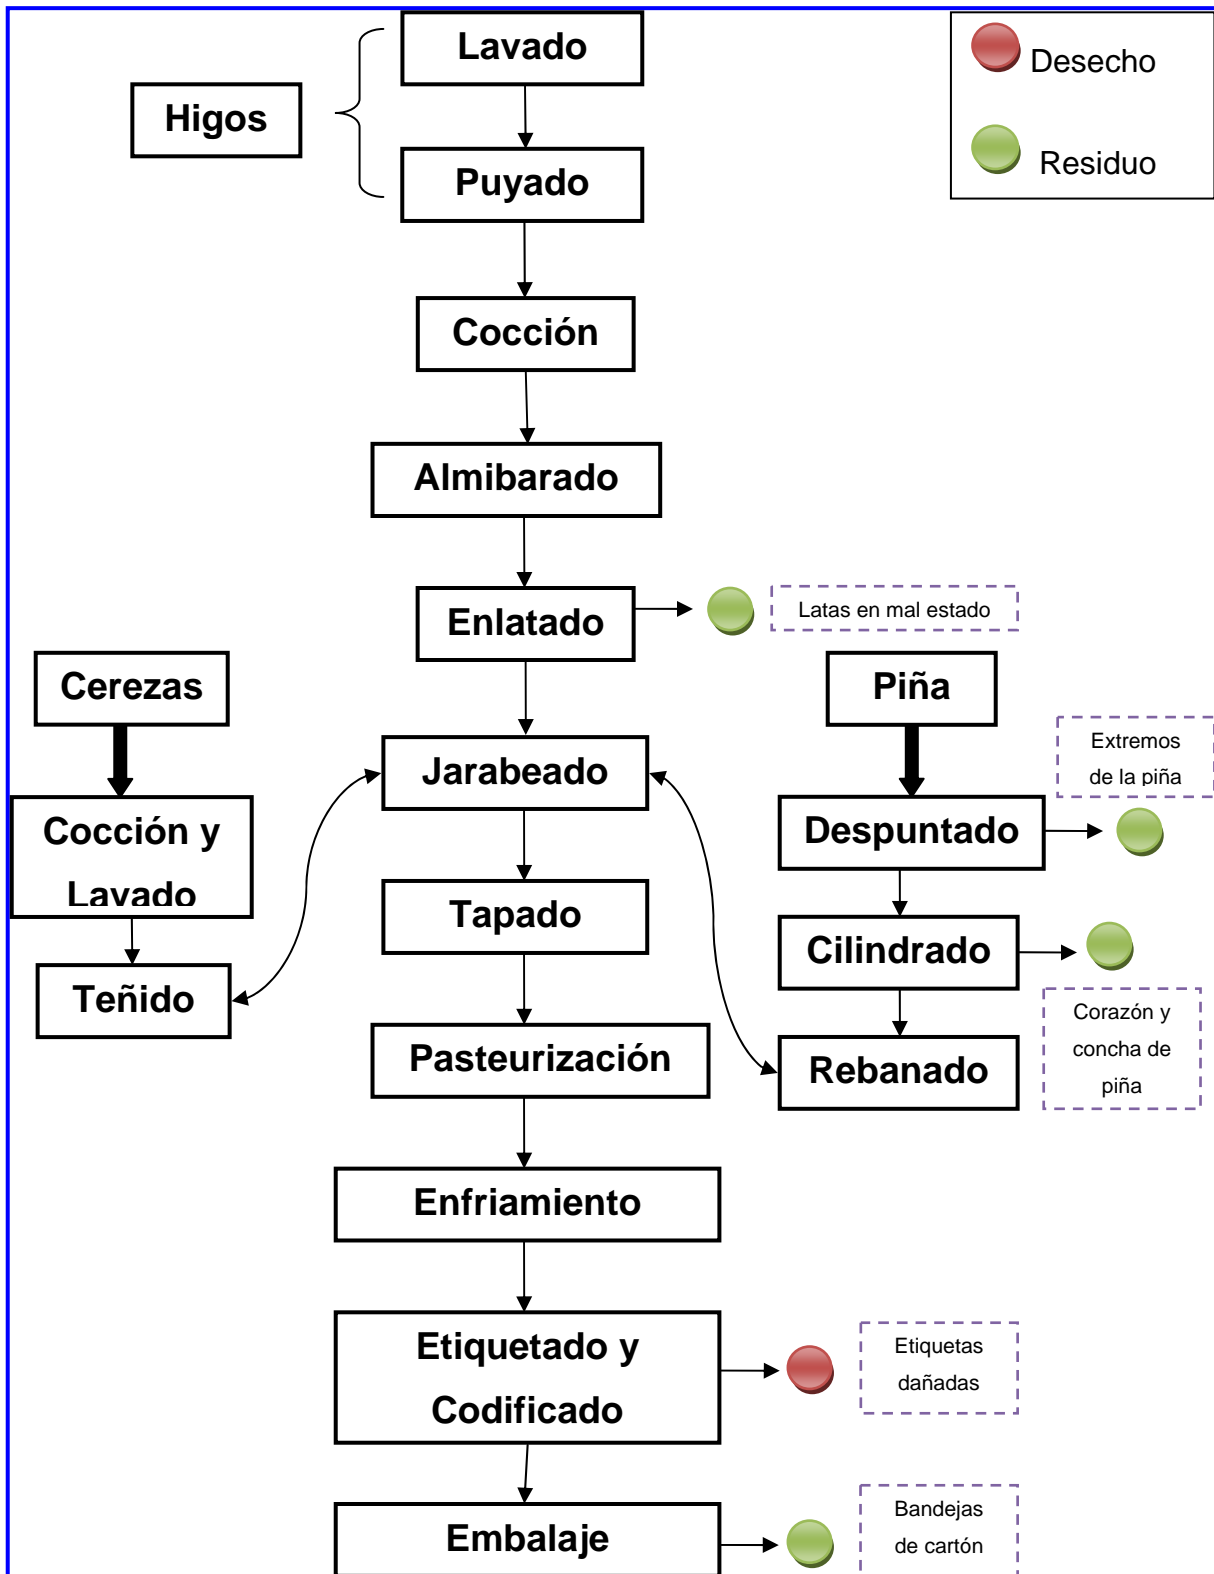 Lavado
Desecho
Higos
Residuo
Puyado
Cocción
Almibarado
Enlatado
Latas en mal estado
Cerezas
Piña
Extremos
de la piña
Jarabeado
Cocción y
Lavado
Despuntado
Tapado
Cilindrado
Teñido
Corazón y
concha de
piña
Pasteurización
Rebanado
Enfriamiento
Etiquetado y
Codificado
Etiquetas
dañadas
Embalaje
Bandejas
de cartón